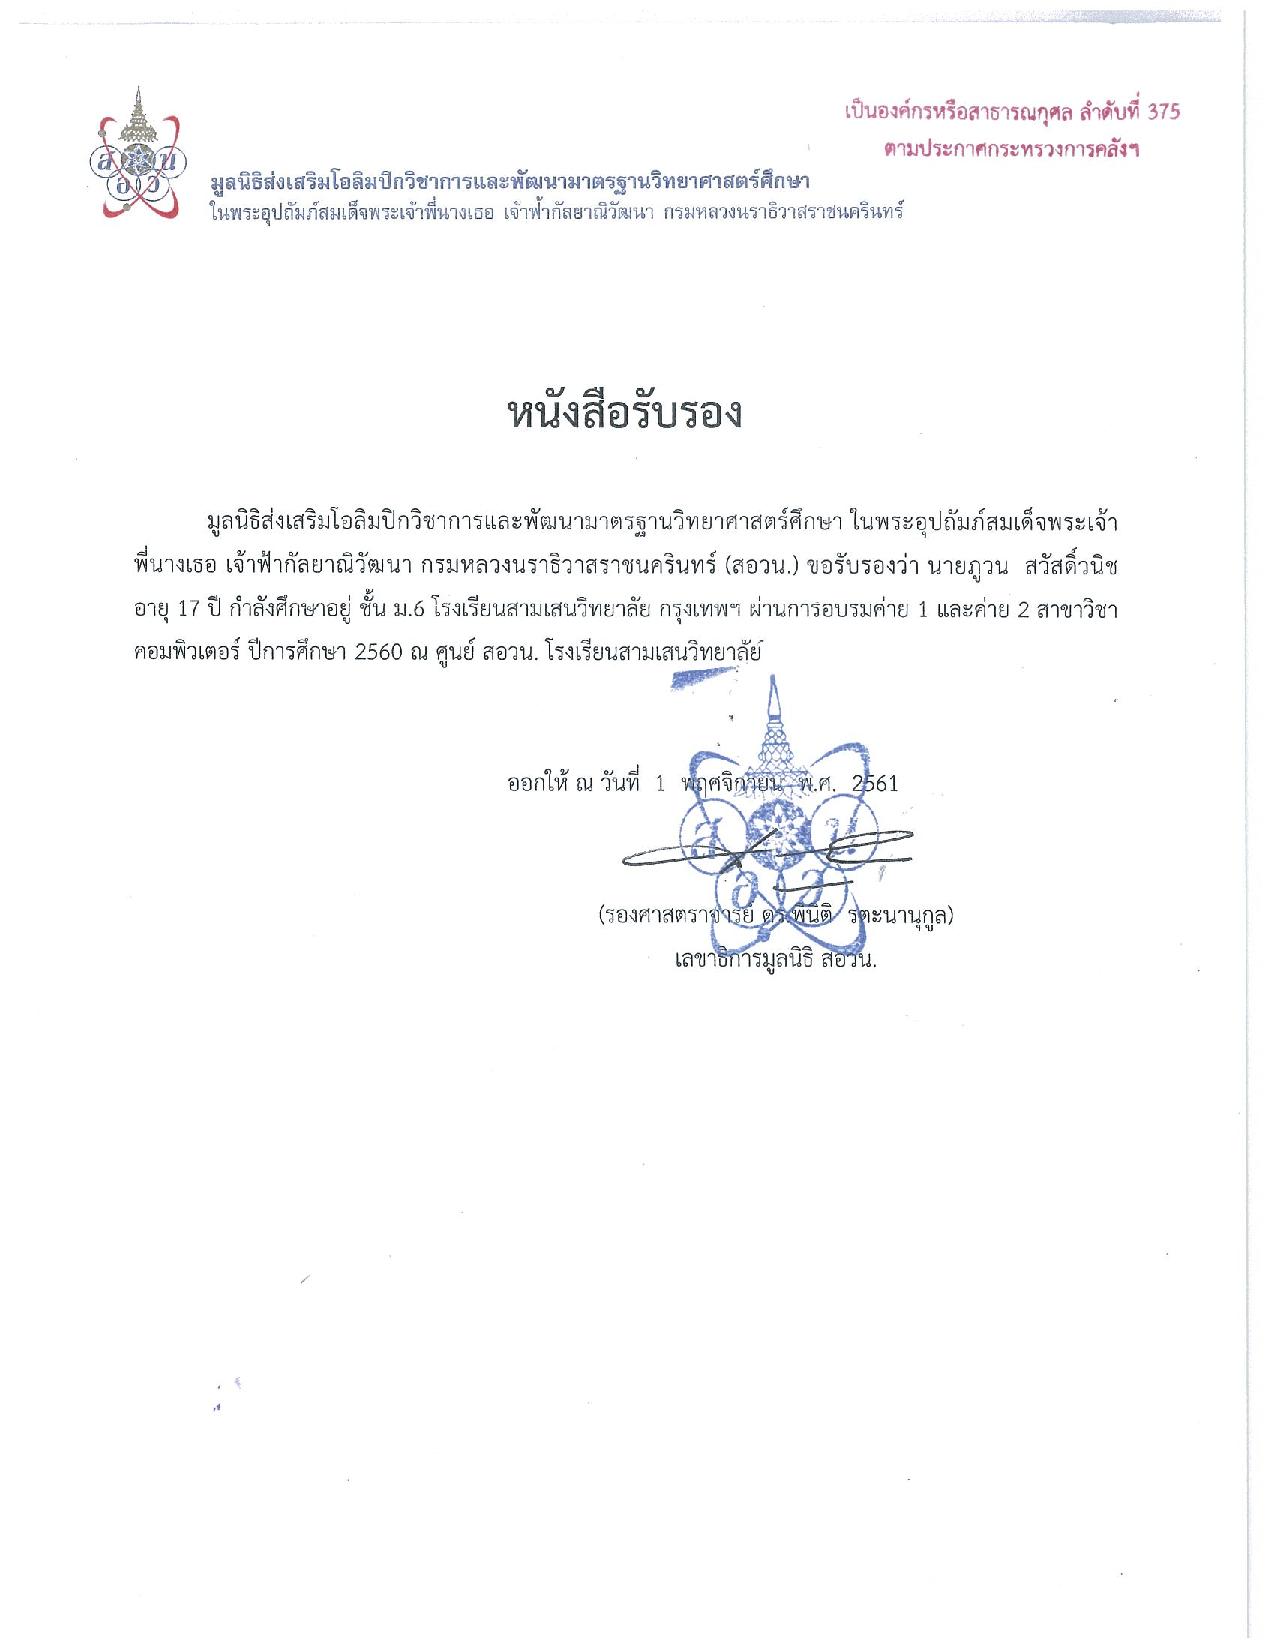 เป็นองค์กรหรือสาธารณกุศล ลำดับที่ 375
ตามประกาศกระทรวงการคลังฯ
ส ว น
อ ว
มูลนิธิส่งเสริมโอลิมปิกวิชาการและพัฒนามาตรฐานวิทยาศาสตร์ศึกษา
ในพระอุปถัมภ์สมเด็จพระเจ้าพี่นางเธอ เจ้าฟ้ากัลยาณิวัฒนา กรมหลวงนราธิวาสราชนครินทร์
หนังสือรับรอง
มูลนิธิส่งเสริมโอลิมปิกวิชาการและพัฒนามาตรฐานวิทยาศาสตร์ศึกษา ในพระอุปถัมภ์สมเด็จพระเจ้า
พี่นางเธอ เจ้าฟ้ากัลยาณิวัฒนา กรมหลวงนราธิวาสราชนครินทร์ (สอวน.) ขอรับรองว่า นายภูวน สวัสดิ์วนิช
อายุ 17 ปี กำลังศึกษาอยู่ ชั้น ม.6 โรงเรียนสามเสนวิทยาลัย กรุงเทพฯ ผ่านการอบรมค่าย 1 และค่าย 2 สาขาวิชา
คอมพิวเตอร์ ปีการศึกษา 2560 ณ ศูนย์ สอวน. โรงเรียนสามเสนวิทยาลัย
ออกให้ ณ วันที่ 1 พฤศจิกายน พ.ศ. 2561
ส น
อ ว
(รองศาสตราจารย์ ดร.พินิติ รตะนานุกูล)
เลขาธิการมูลนิธิ สอวน.